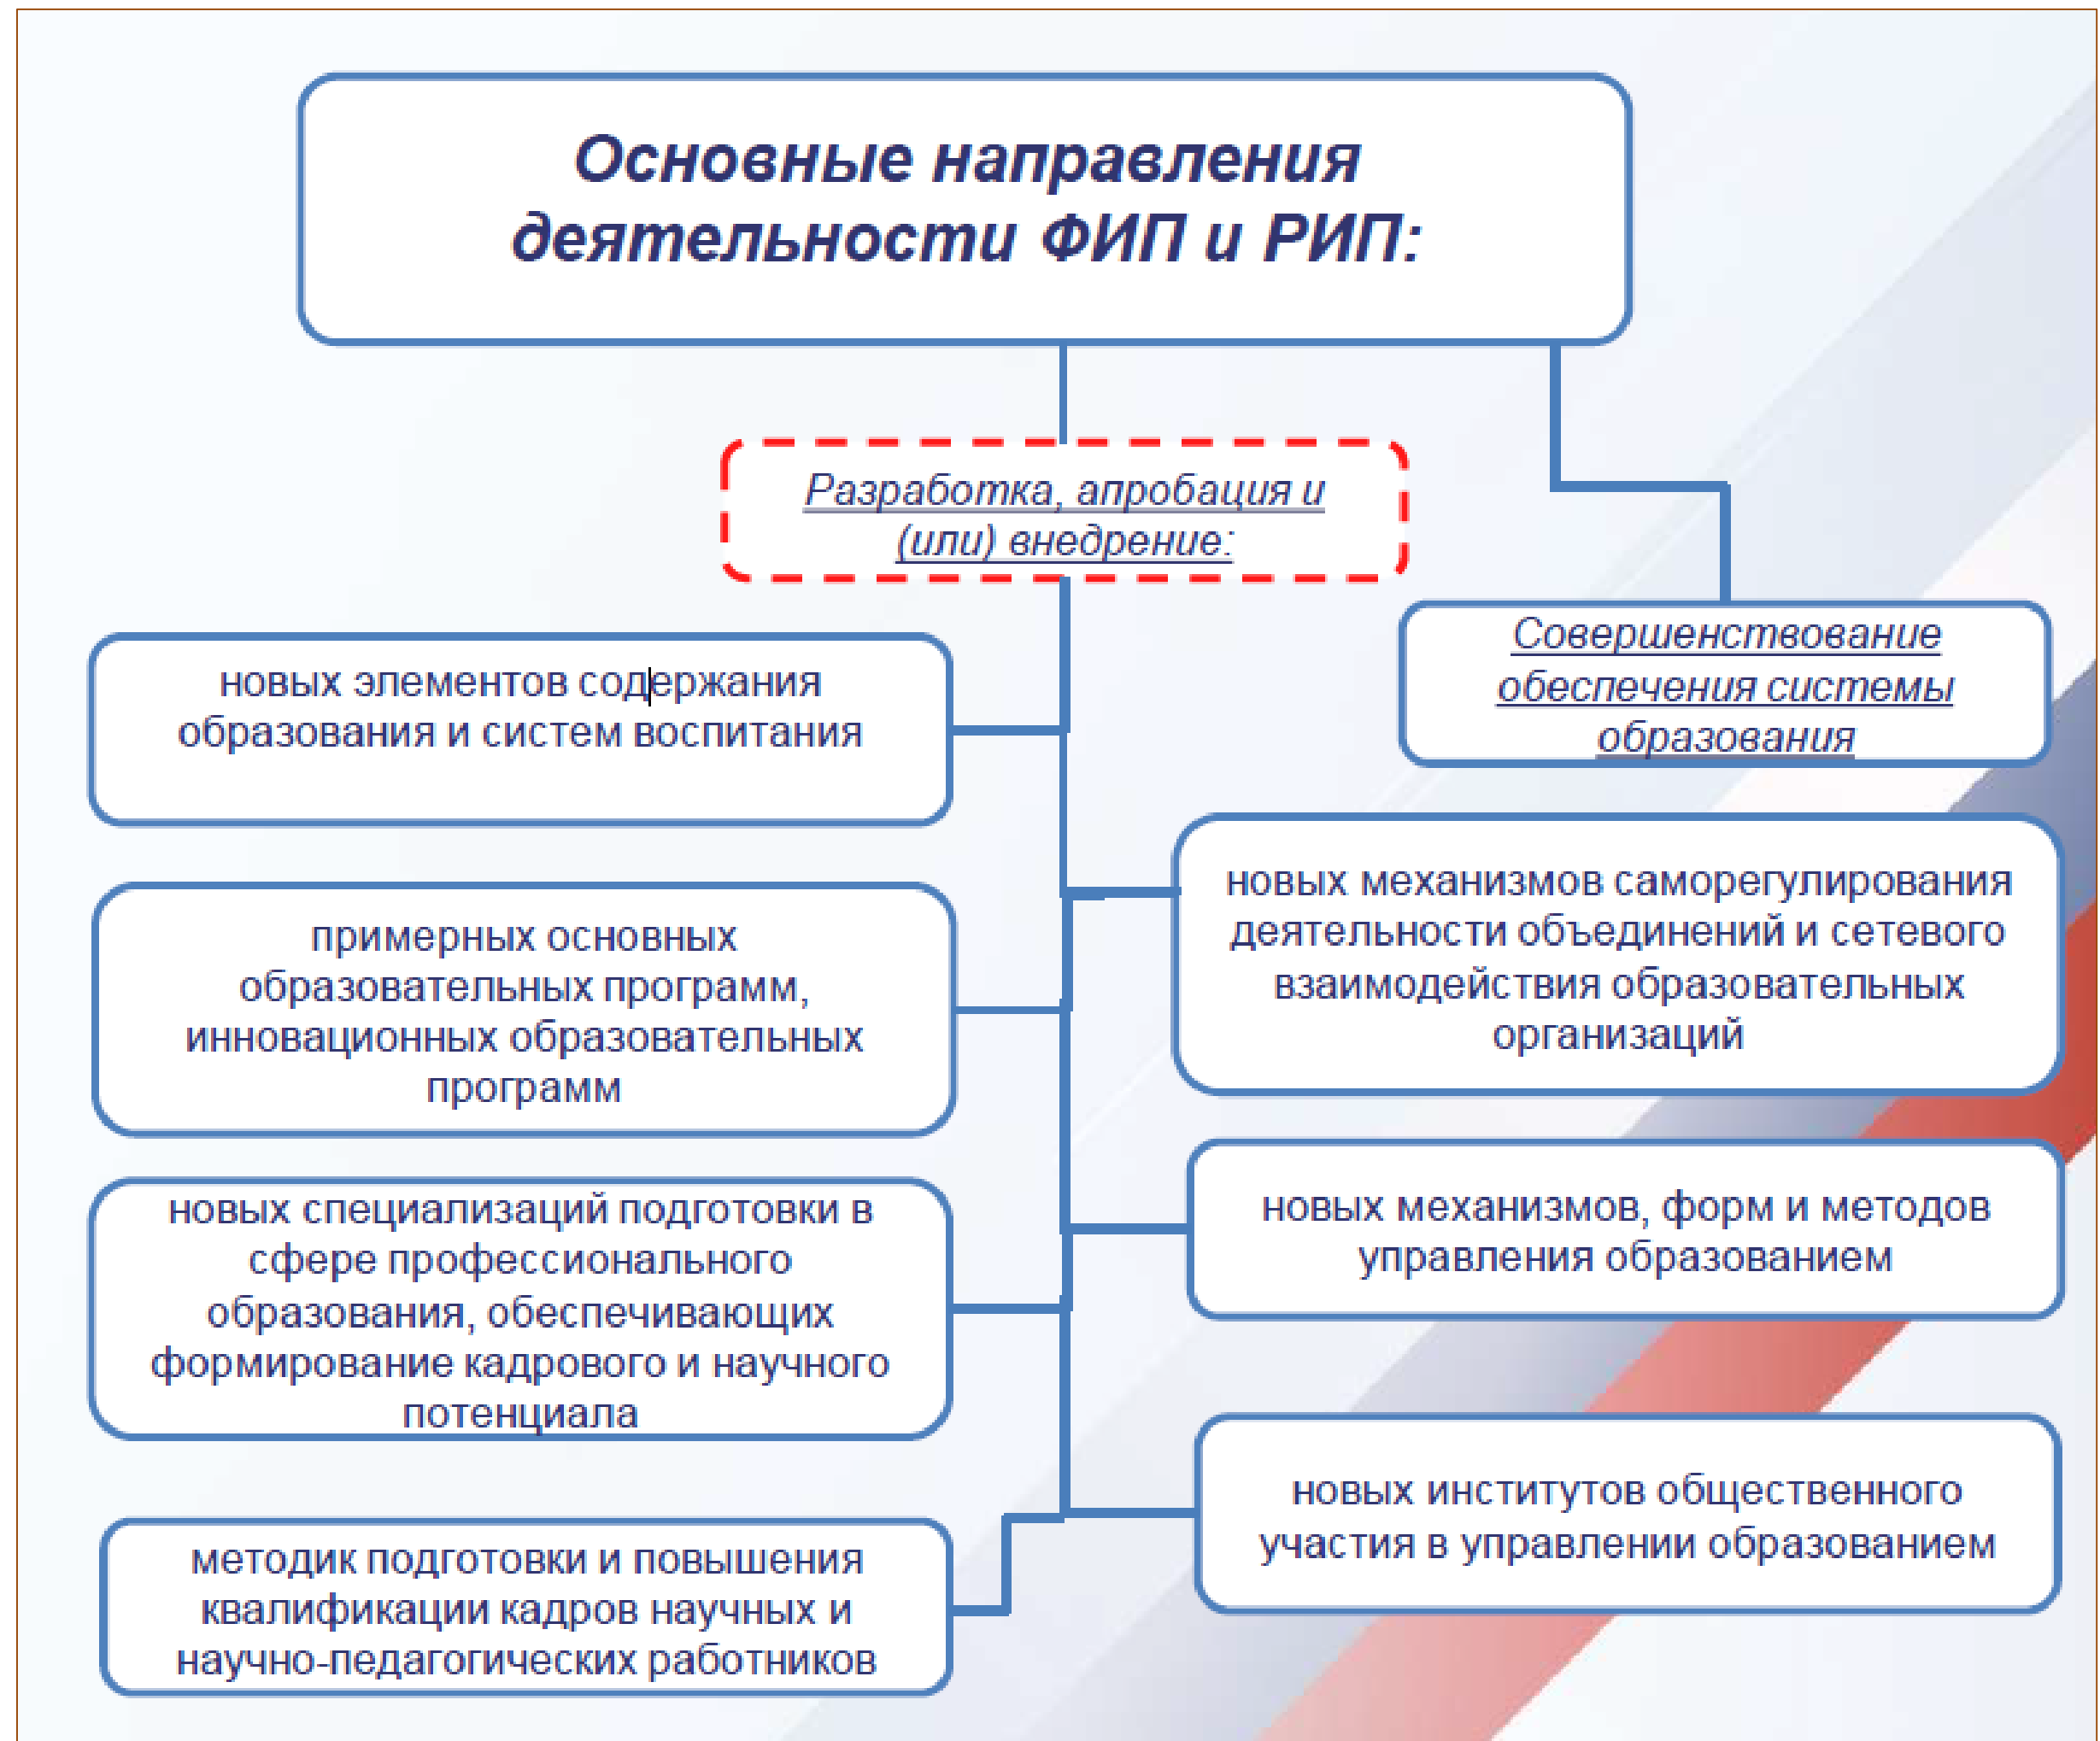 Основные направления
деятельности ФИП и РИП:
Разработка, апробация и
(или) внедрение:
Совершенствование
обеспечения системы
образования
новых элементов содержания
образования и систем воспитания
примерных основных
образовательных программ,
инновационных образовательных
программ
новых специализаций подготовки в
сфере профессионального
образования, обеспечивающих
формирование кадрового и научного
потенциала
методик подготовки и повышения
квалификации кадров научных и
научно-педагогических работников
новых механизмов саморегулирования
деятельности объединений и сетевого
взаимодействия образовательных
организаций
новых механизмов, форм и методов
управления образованием
новых институтов общественного
участия в управлении образованием